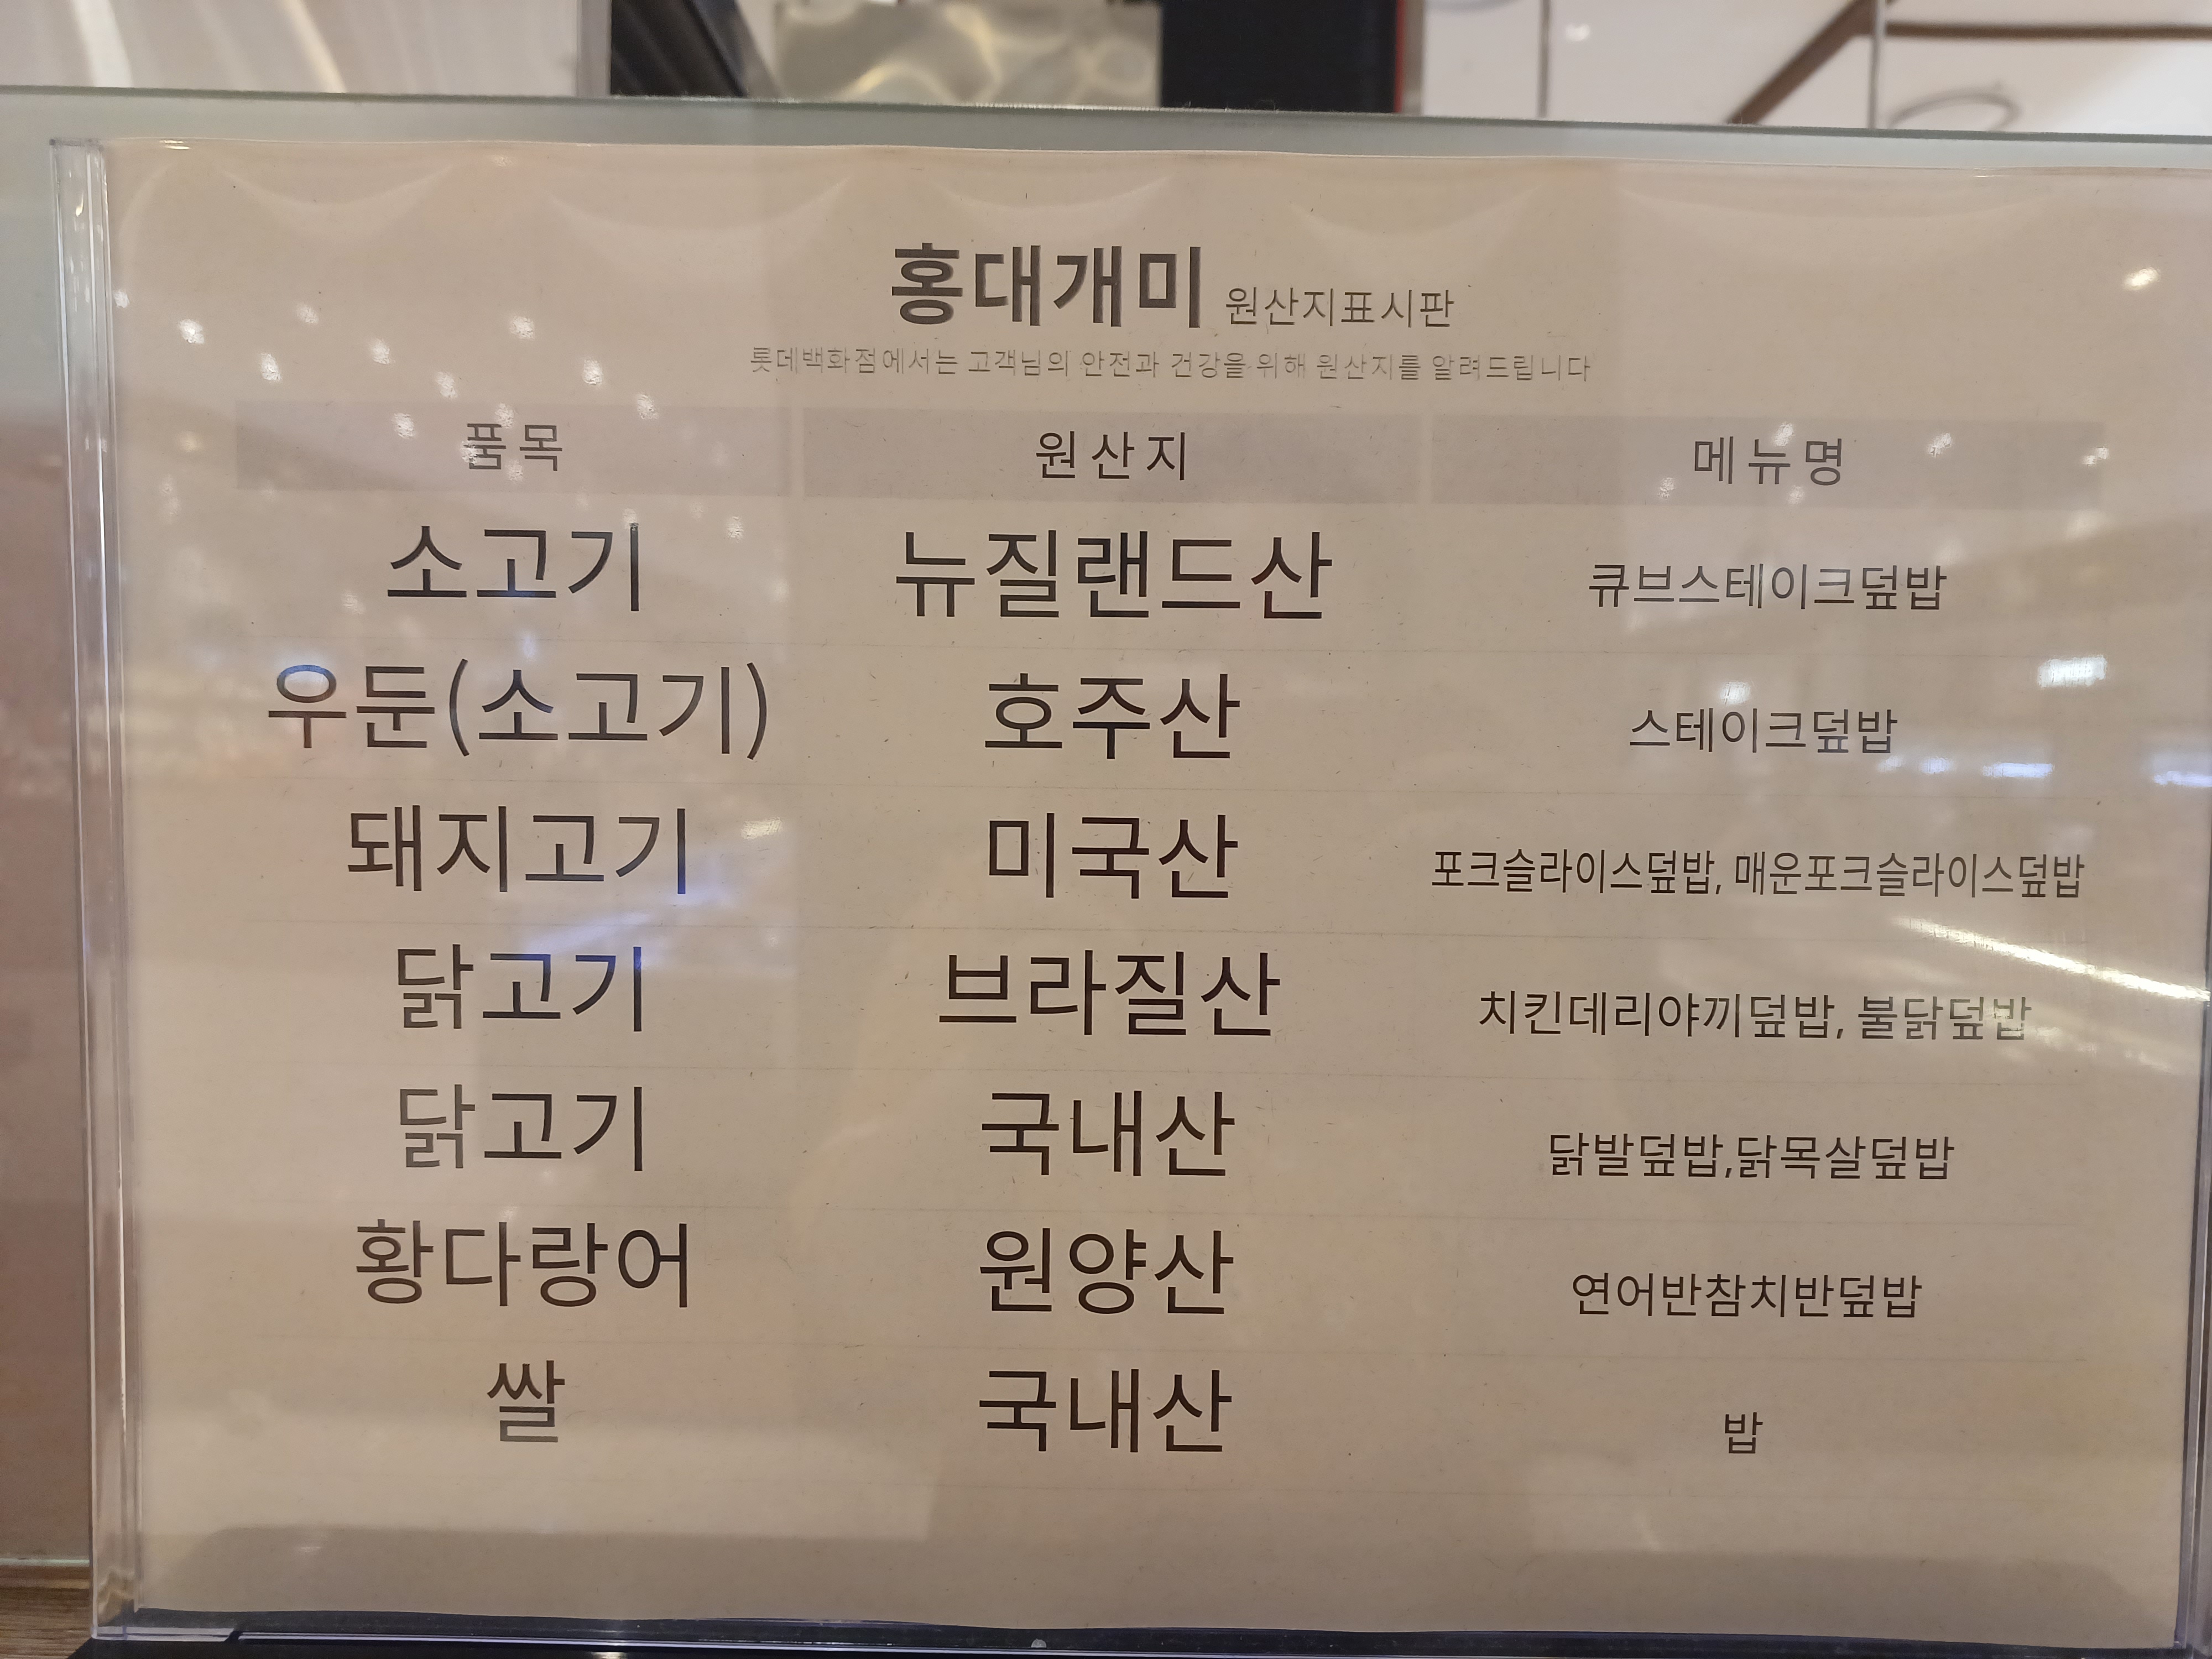 홍대개미 원산지표시판
롯데백화점에서는 고객님의 안전과 건강을 위해 원산지를 알려드립니다
품목 원산지 메뉴명
소고기 뉴질랜드산 큐브스테이크덮밥
우둔(소고기) 호주산 스테이크덮밥
돼지고기 미국산 포크슬라이스덮밥, 매운포크슬라이스덮밥
닭고기 브라질산 치킨데리야끼덮밥, 불닭덮밥
닭고기 국내산 닭발덮밥,닭목살덮밥
황다랑어 원양산 연어반참치반덮밥
쌀 국내산 밥